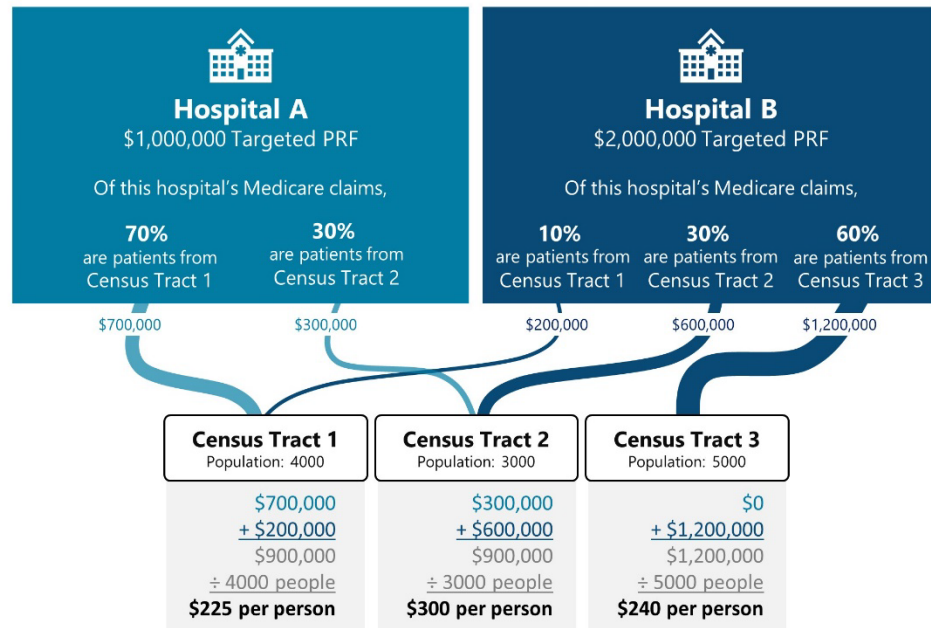 Hospital A
$1,000,000 Targeted PRF
Of this hospital's Medicare claims,
70%
are patients from
Census Tract 1
30%
are patients from
Census Tract 2
Hospital B
$2,000,000 Targeted PRF
Of this hospital's Medicare claims,
10%
are patients from
Census Tract 1
30%
are patients from
Census Tract 2
60%
are patients from
Census Tract 3
$700,000
$300,000
$200,000
$600,000
$1,200,000
Census Tract 1
Population: 4000
$700,000
+ $200,000
$900,000
÷ 4000 people
$225 per person
Census Tract 2
Population: 3000
$300,000
+ $600,000
$900,000
÷ 3000 people
$300 per person
Census Tract 3
Population: 5000
$0
+ $1,200,000
$1,200,000
÷ 5000 people
$240 per person